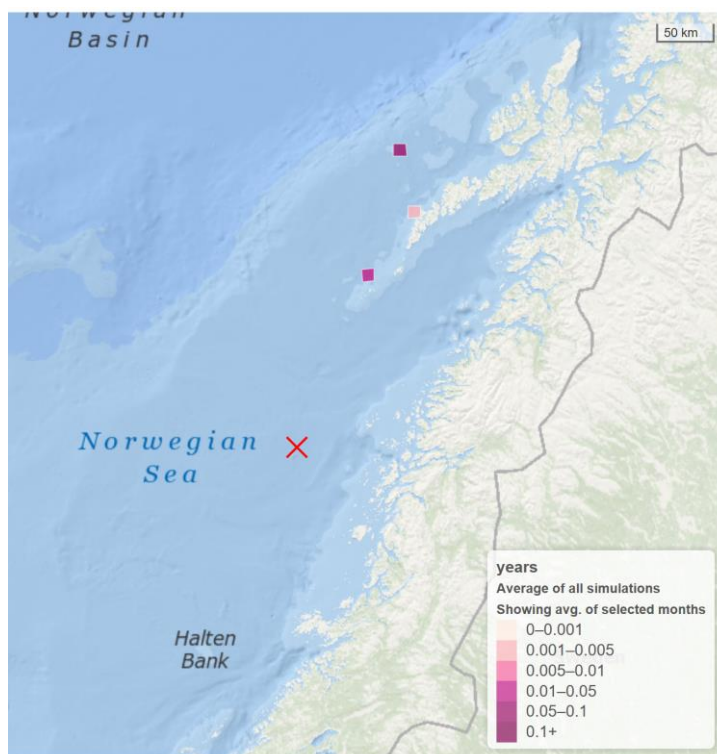 Norwegian
Basin
50 km
Norwegian
Sea
Halten
Bank
years
Average of all simulations
Showing avg. of selected months
0–0.001
0.001–0.005
0.005–0.01
0.01–0.05
0.05–0.1
0.1+